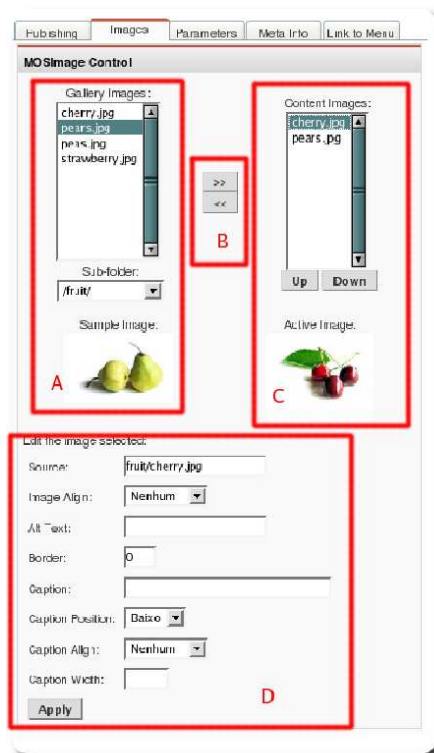 Publishing Images Parameters Meta Info Link to Menu
MOSImage Control
Gallery Images:
cherry.jpg
pears.jpg
peas.jpg
strawberry.jpg
Sub-folder:
/fruit/
Sample Image:
A
>>
<<
B
Content Images:
cherry.jpg
pears.jpg
Up Down
Active Image:
C
Edit the image selected:
Source: fruit/cherry.jpg
Image Align: Nenhum
Alt Text:
Border: 0
Caption:
Caption Position: Baixo
Caption Align: Nenhum
Caption Width:
D
Apply